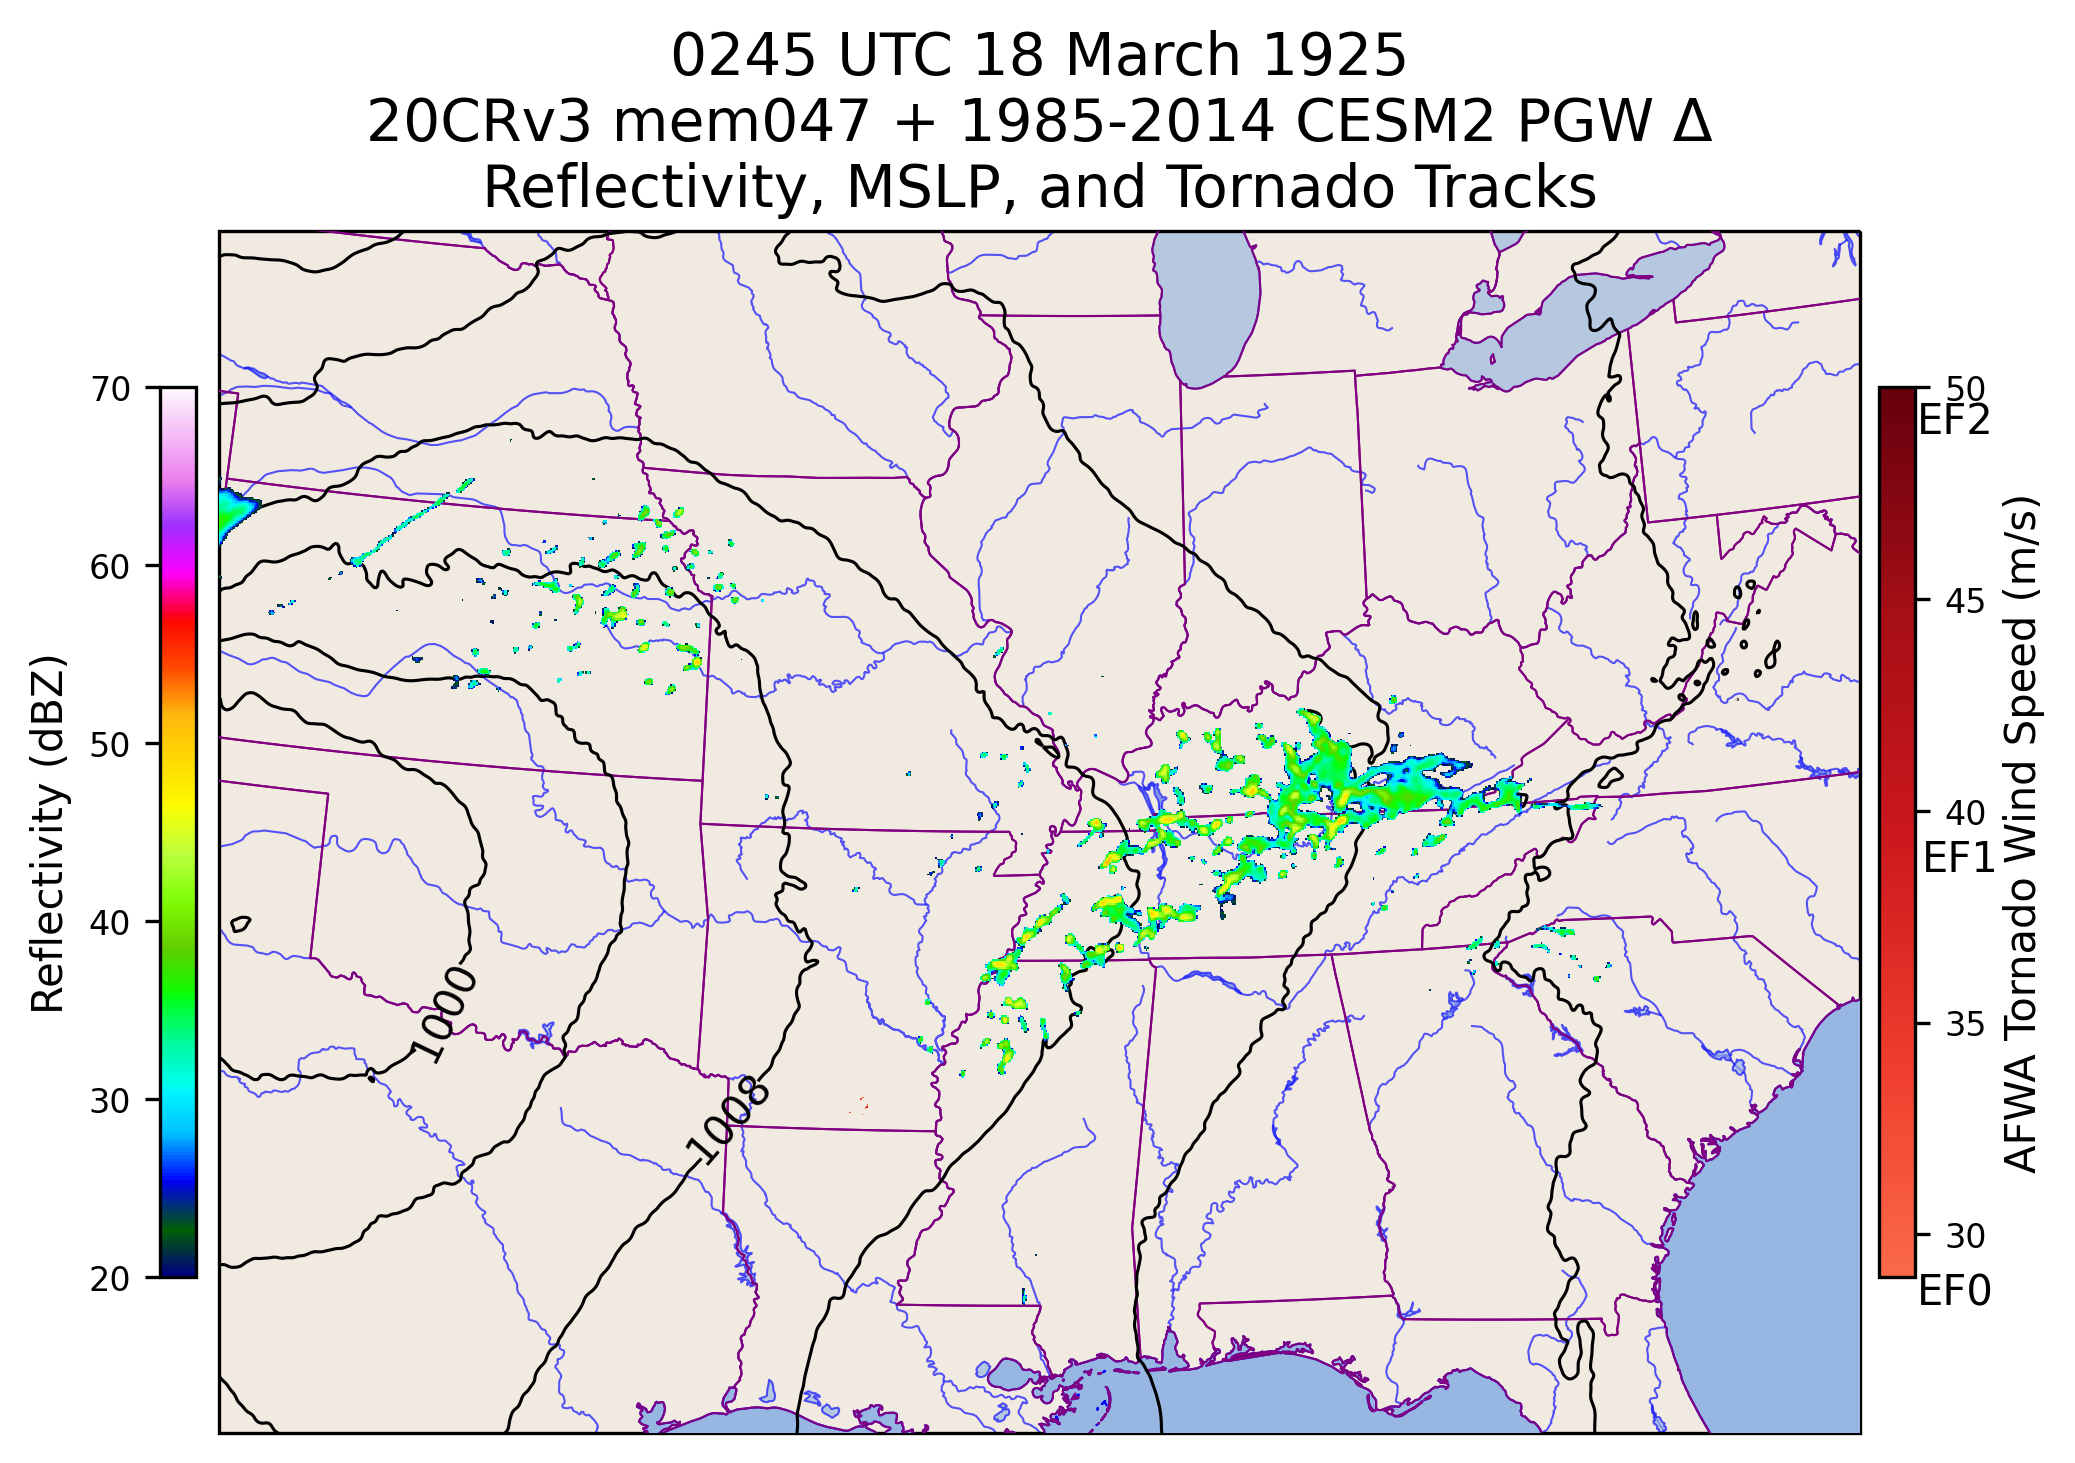 0245 UTC 18 March 1925
20CRv3 mem047 + 1985-2014 CESM2 PGW Δ
Reflectivity, MSLP, and Tornado Tracks
Reflectivity (dBZ)
70
60
50
40
30
20
1000
1008
50
EF2
45
40
EF1
35
30
EF0
AFWA Tornado Wind Speed (m/s)